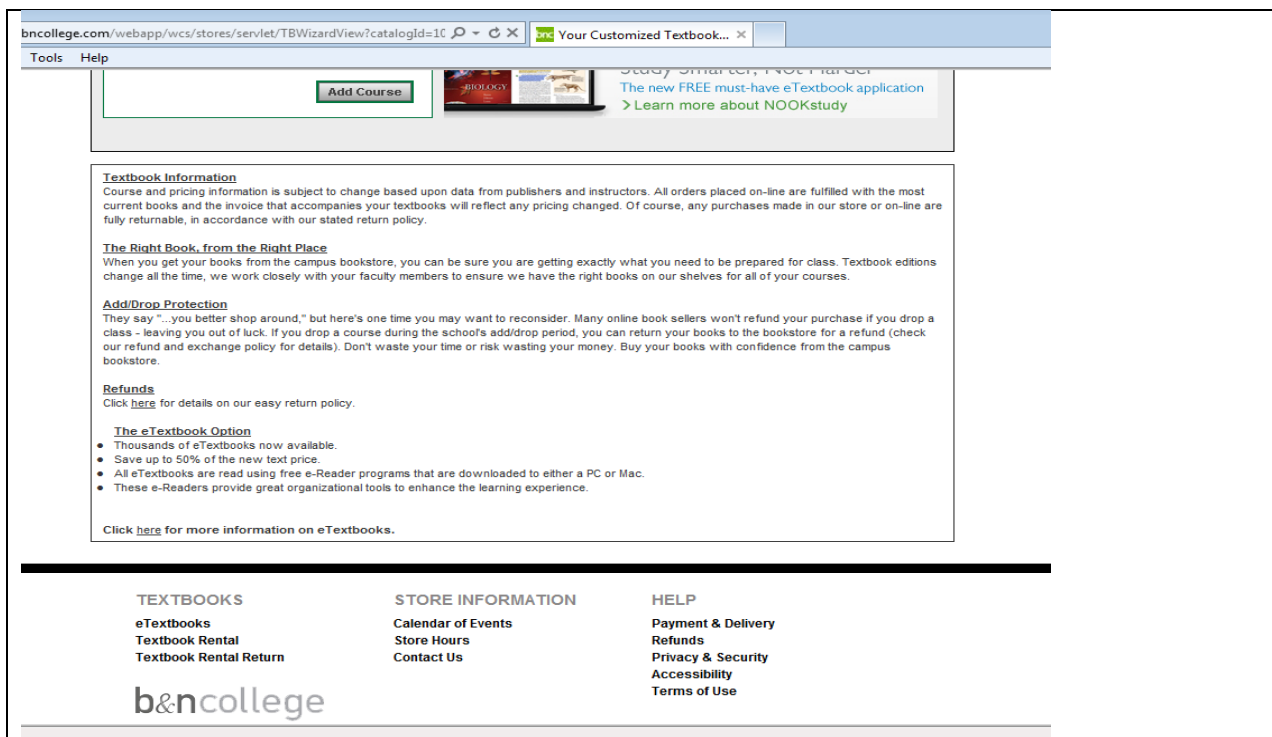 bncollege.com/webapp/wcs/stores/servlet/TBWizardView?catalogId=10
bnc Your Customized Textbook...
Tools Help
Add Course
BIOLOGY
Study Smarter, Not Harder
The new FREE must-have eTextbook application
>Learn more about NOOKstudy
Textbook Information
Course and pricing information is subject to change based upon data from publishers and instructors. All orders placed on-line are fulfilled with the most
current books and the invoice that accompanies your textbooks will reflect any pricing changed. Of course, any purchases made in our store or on-line are
fully returnable, in accordance with our stated return policy.
The Right Book, from the Right Place
When you get your books from the campus bookstore, you can be sure you are getting exactly what you need to be prepared for class. Textbook editions
change all the time, we work closely with your faculty members to ensure we have the right books on our shelves for all of your courses.
Add/Drop Protection
They say "...you better shop around," but here's one time you may want to reconsider. Many online book sellers won't refund your purchase if you drop a
class - leaving you out of luck. If you drop a course during the school's add/drop period, you can return your books to the bookstore for a refund (check
our refund and exchange policy for details). Don't waste your time or risk wasting your money. Buy your books with confidence from the campus
bookstore.
Refunds
Click here for details on our easy return policy.
The eTextbook Option
• Thousands of eTextbooks now available.
• Save up to 50% of the new text price.
• All eTextbooks are read using free e-Reader programs that are downloaded to either a PC or Mac.
• These e-Readers provide great organizational tools to enhance the learning experience.
Click here for more information on eTextbooks.
TEXTBOOKS
eTextbooks
Textbook Rental
Textbook Rental Return
STORE INFORMATION
Calendar of Events
Store Hours
Contact Us
HELP
Payment & Delivery
Refunds
Privacy & Security
Accessibility
Terms of Use
b&ncollege